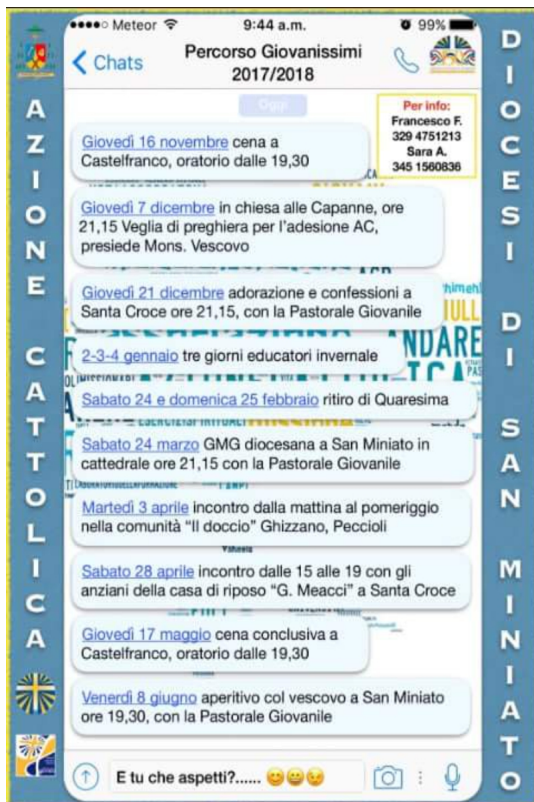 Meteor 9:44 a.m. 99%
Chats
Percorso Giovanissimi
2017/2018
Oggi
Per info:
Francesco F.
329 4751213
Sara A.
345 1560836
Giovedì 16 novembre cena a
Castelfranco, oratorio dalle 19,30
Giovedì 7 dicembre in chiesa alle Capanne, ore
21,15 Veglia di preghiera per l'adesione AC,
presiede Mons. Vescovo
Giovedì 21 dicembre adorazione e confessioni a
Santa Croce ore 21,15, con la Pastorale Giovanile
2-3-4 gennaio tre giorni educatori invernale
ANDARE
Sabato 24 e domenica 25 febbraio ritiro di Quaresima
Sabato 24 marzo GMG diocesana a San Miniato in
cattedrale ore 21,15 con la Pastorale Giovanile
Martedì 3 aprile incontro dalla mattina al pomeriggio
nella comunità "Il doccio" Ghizzano, Peccioli
Sabato 28 aprile incontro dalle 15 alle 19 con gli
anziani della casa di riposo "G. Meacci" a Santa Croce
Giovedì 17 maggio cena conclusiva a
Castelfranco, oratorio dalle 19,30
Venerdì 8 giugno aperitivo col vescovo a San Miniato
ore 19,30, con la Pastorale Giovanile
E tu che aspetti?...... 😊😀😉
AZIONE CATTOLICA
DIOCESI DI SAN MINIATO